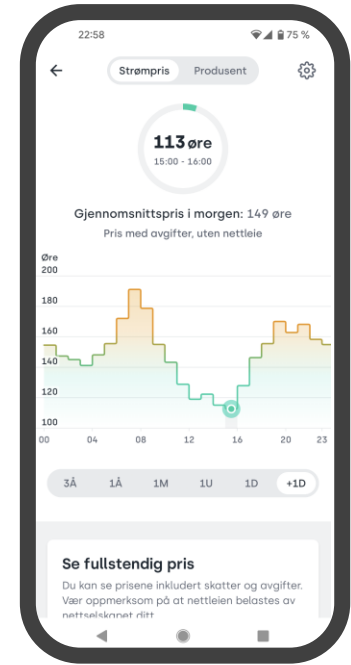 22:58 75 %
Strømpris Produsent
113 øre
15:00 - 16:00
Gjennomsnittspris i morgen: 149 øre
Pris med avgifter, uten nettleie
Øre
200
180
160
140
120
100
00 04 08 12 16 20 23
3Å 1Å 1M 1U 1D +1D
Se fullstendig pris
Du kan se prisene inkludert skatter og avgifter.
Vær oppmerksom på at nettleien belastes av
nettselskapet ditt